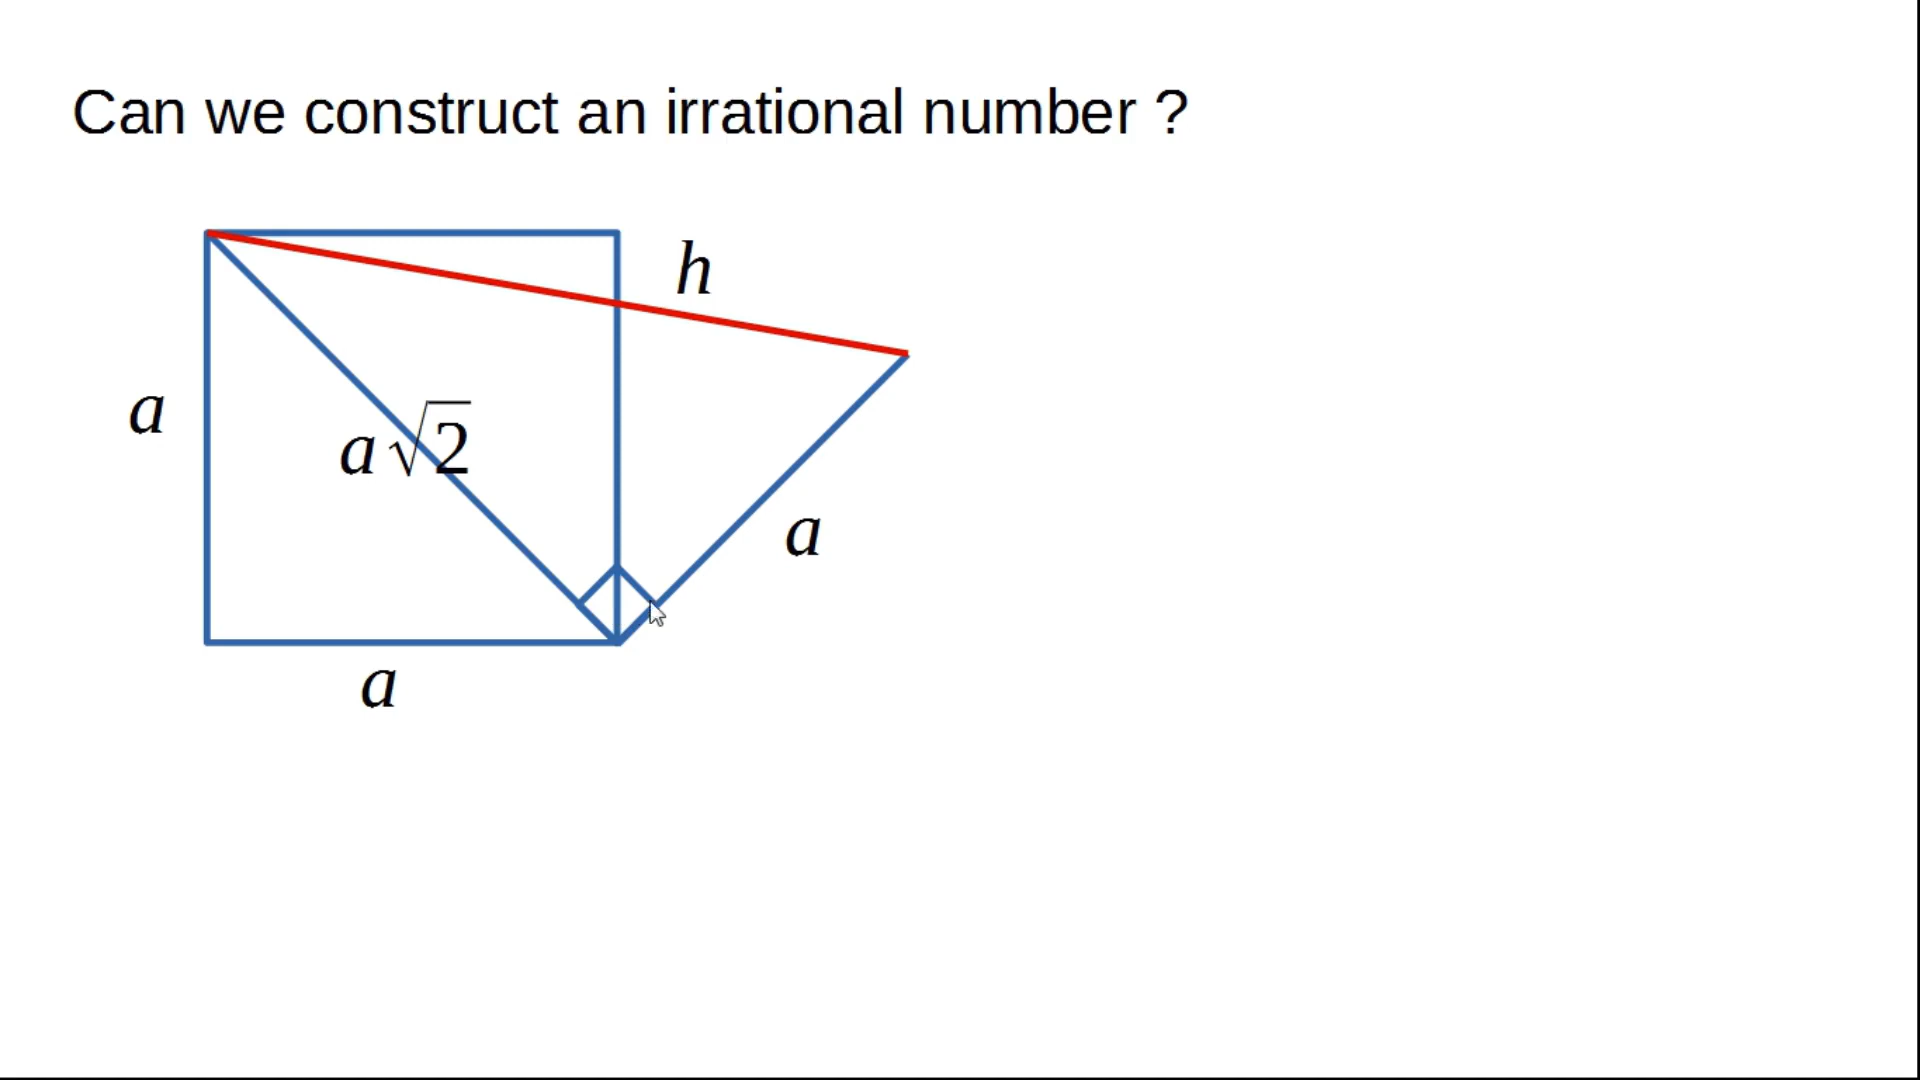 Can we construct an irrational number ?
h
a
a√2
a
a